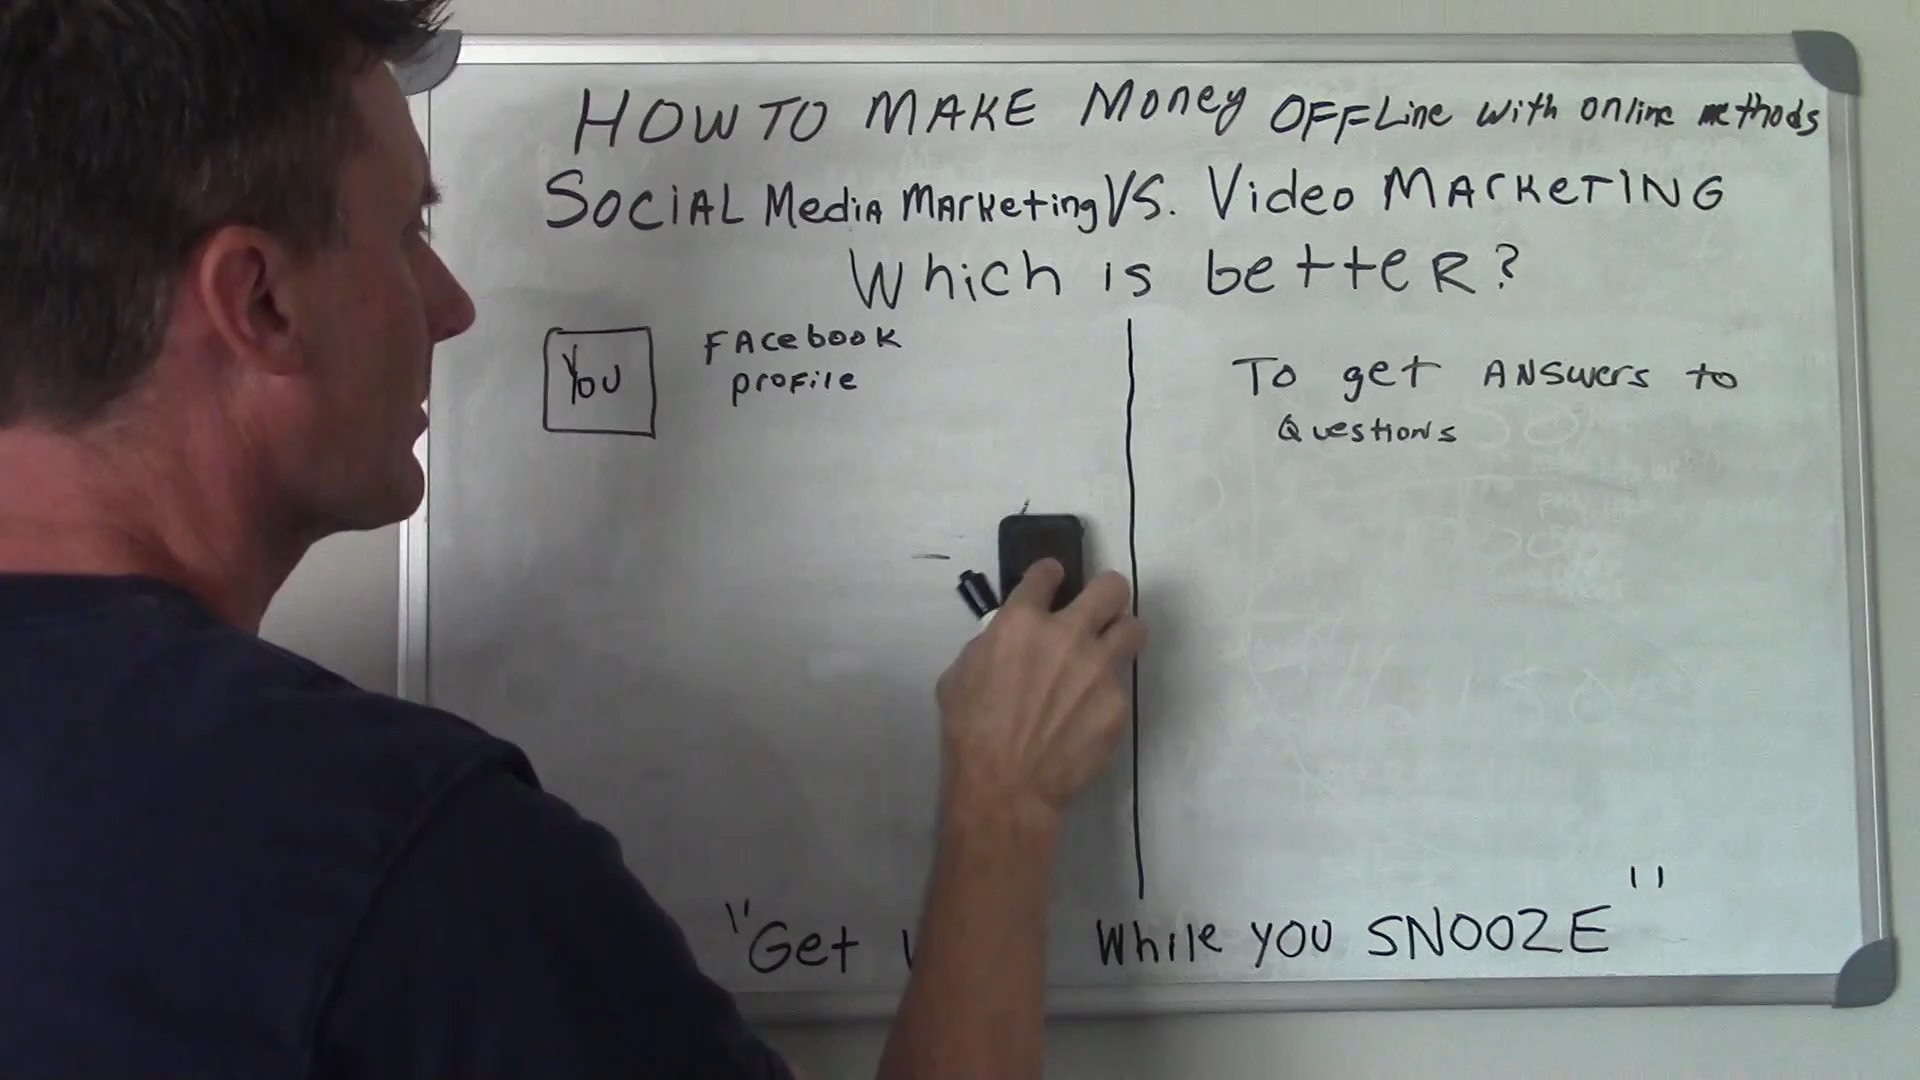 HOW TO MAKE Money OFFLine with online methods
SOCIAL Media Marketing VS. Video MARKETING
Which is better?
You
FAcebook
profile
To get ANSwers to
Questions
"Get While you SNOOZE"